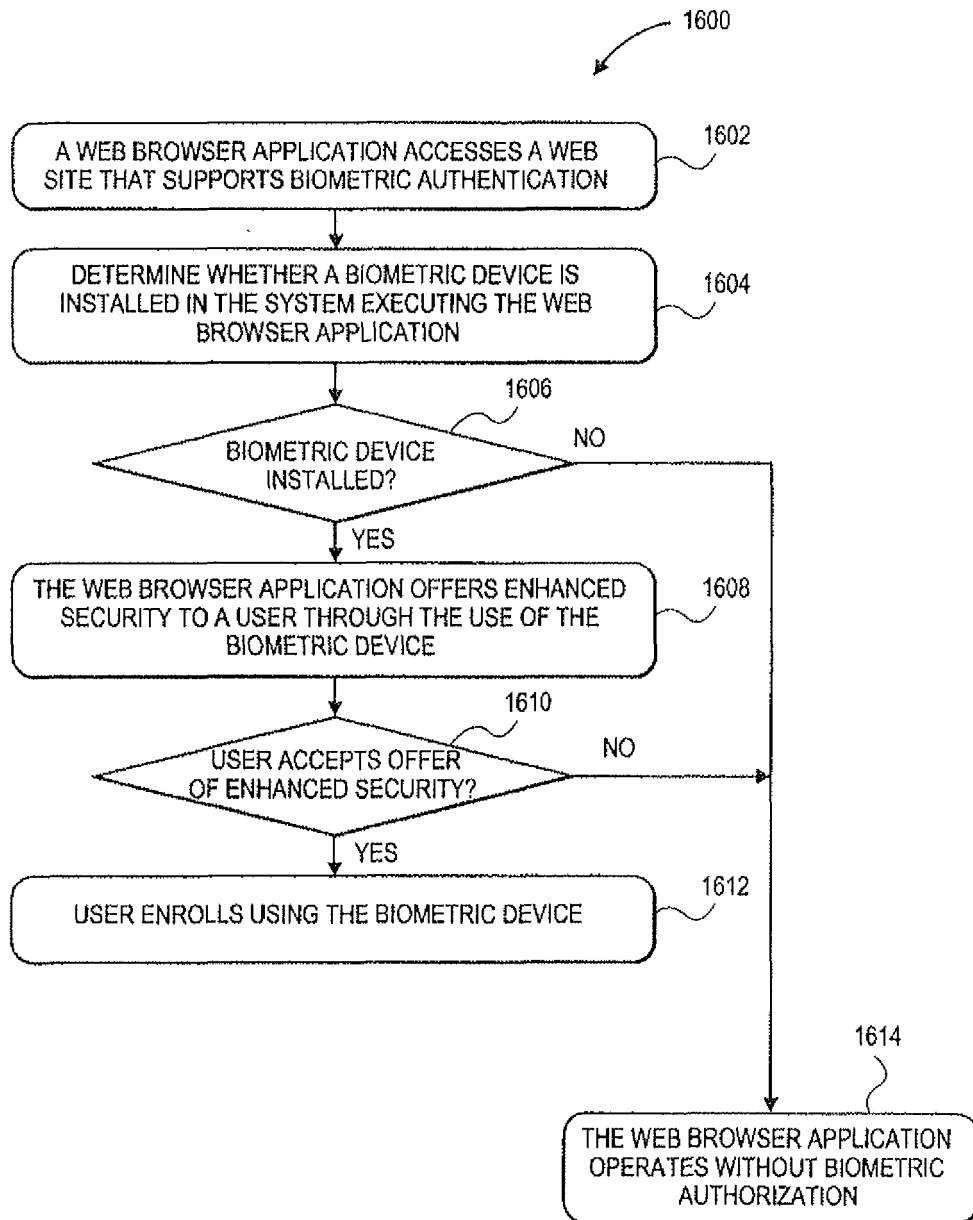 1600
A WEB BROWSER APPLICATION ACCESSES A WEB
SITE THAT SUPPORTS BIOMETRIC AUTHENTICATION
1602
DETERMINE WHETHER A BIOMETRIC DEVICE IS
INSTALLED IN THE SYSTEM EXECUTING THE WEB
BROWSER APPLICATION
1604
1606
BIOMETRIC DEVICE
INSTALLED?
NO
YES
THE WEB BROWSER APPLICATION OFFERS ENHANCED
SECURITY TO A USER THROUGH THE USE OF THE
BIOMETRIC DEVICE
1608
1610
USER ACCEPTS OFFER
OF ENHANCED SECURITY?
NO
YES
USER ENROLLS USING THE BIOMETRIC DEVICE
1612
1614
THE WEB BROWSER APPLICATION
OPERATES WITHOUT BIOMETRIC
AUTHORIZATION